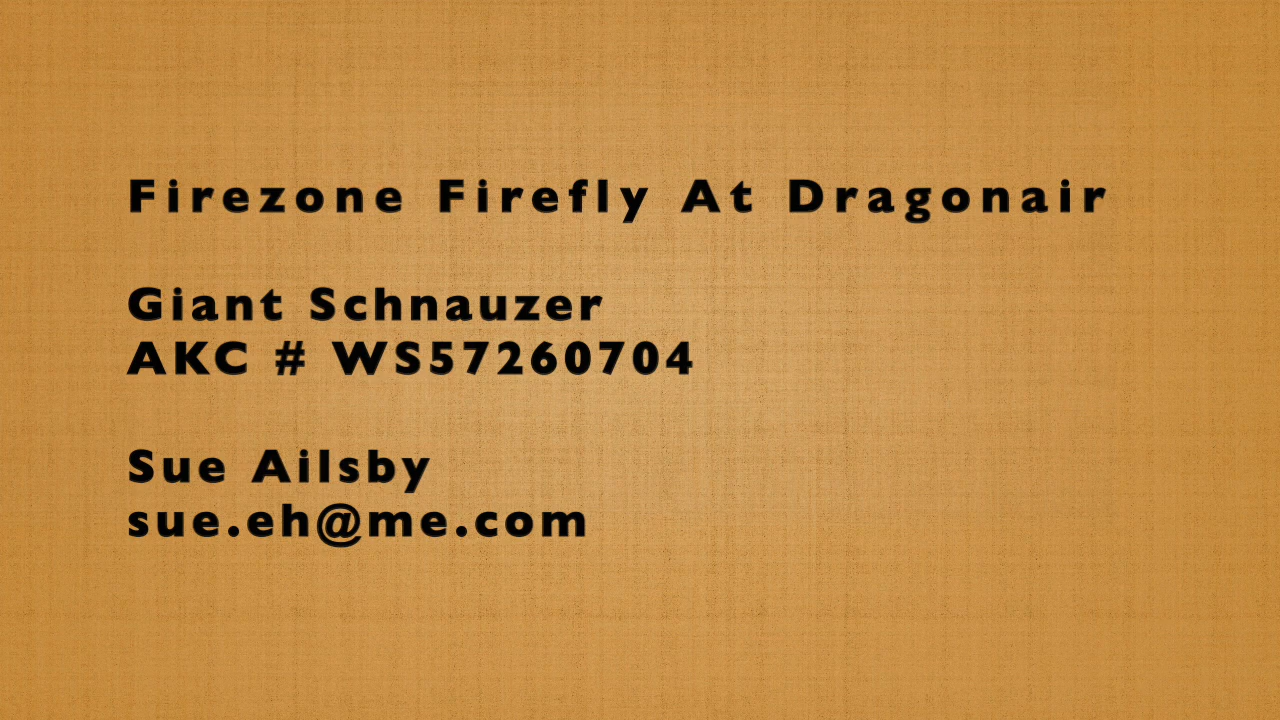 Firezone Firefly At Dragonair
Giant Schnauzer
AKC # WS57260704
Sue Ailsby
sue.eh@me.com